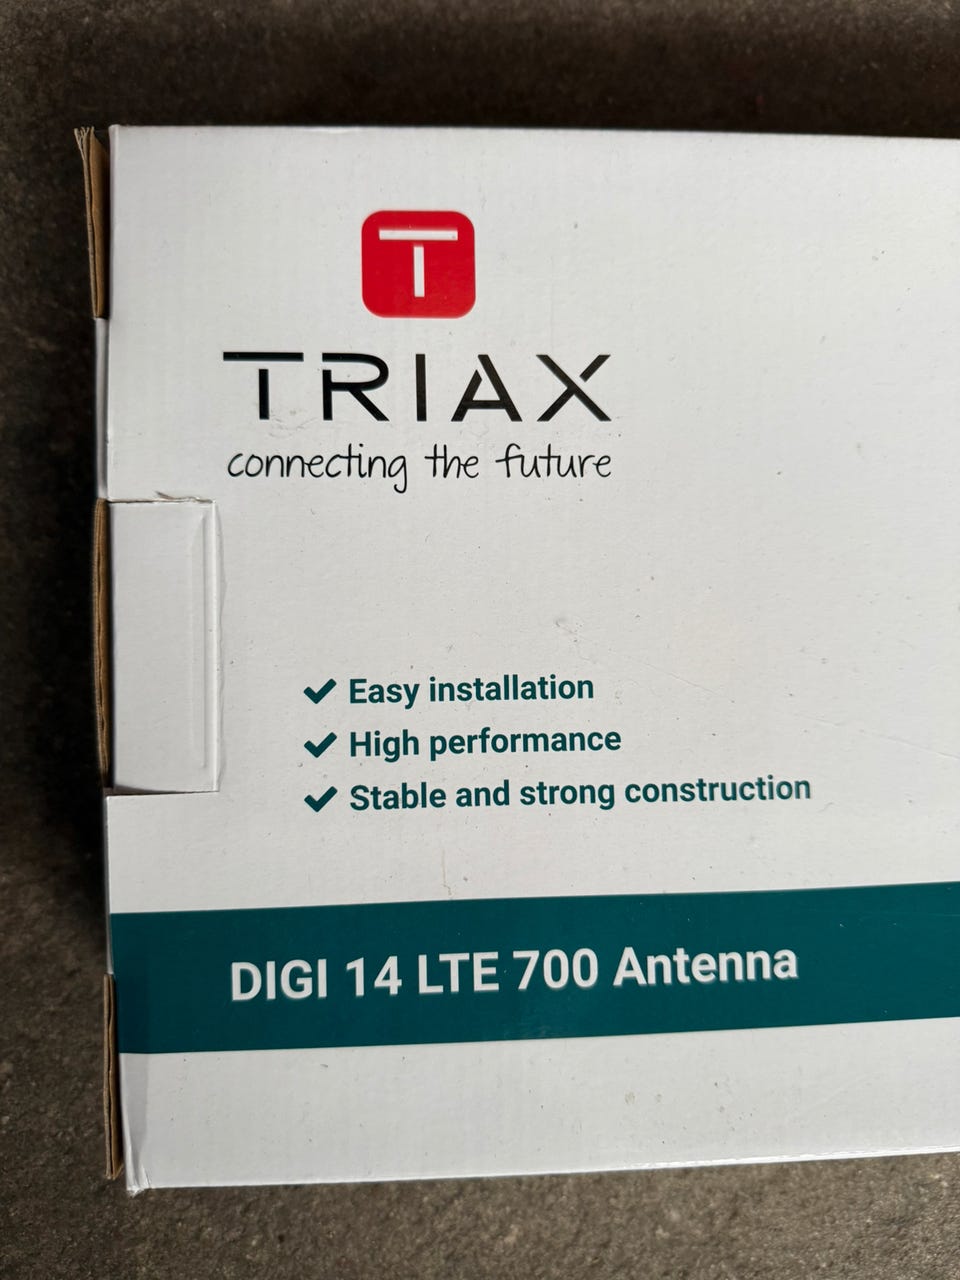 T
TRIAX
connecting the future
Easy installation
High performance
Stable and strong construction
DIGI 14 LTE 700 Antenna